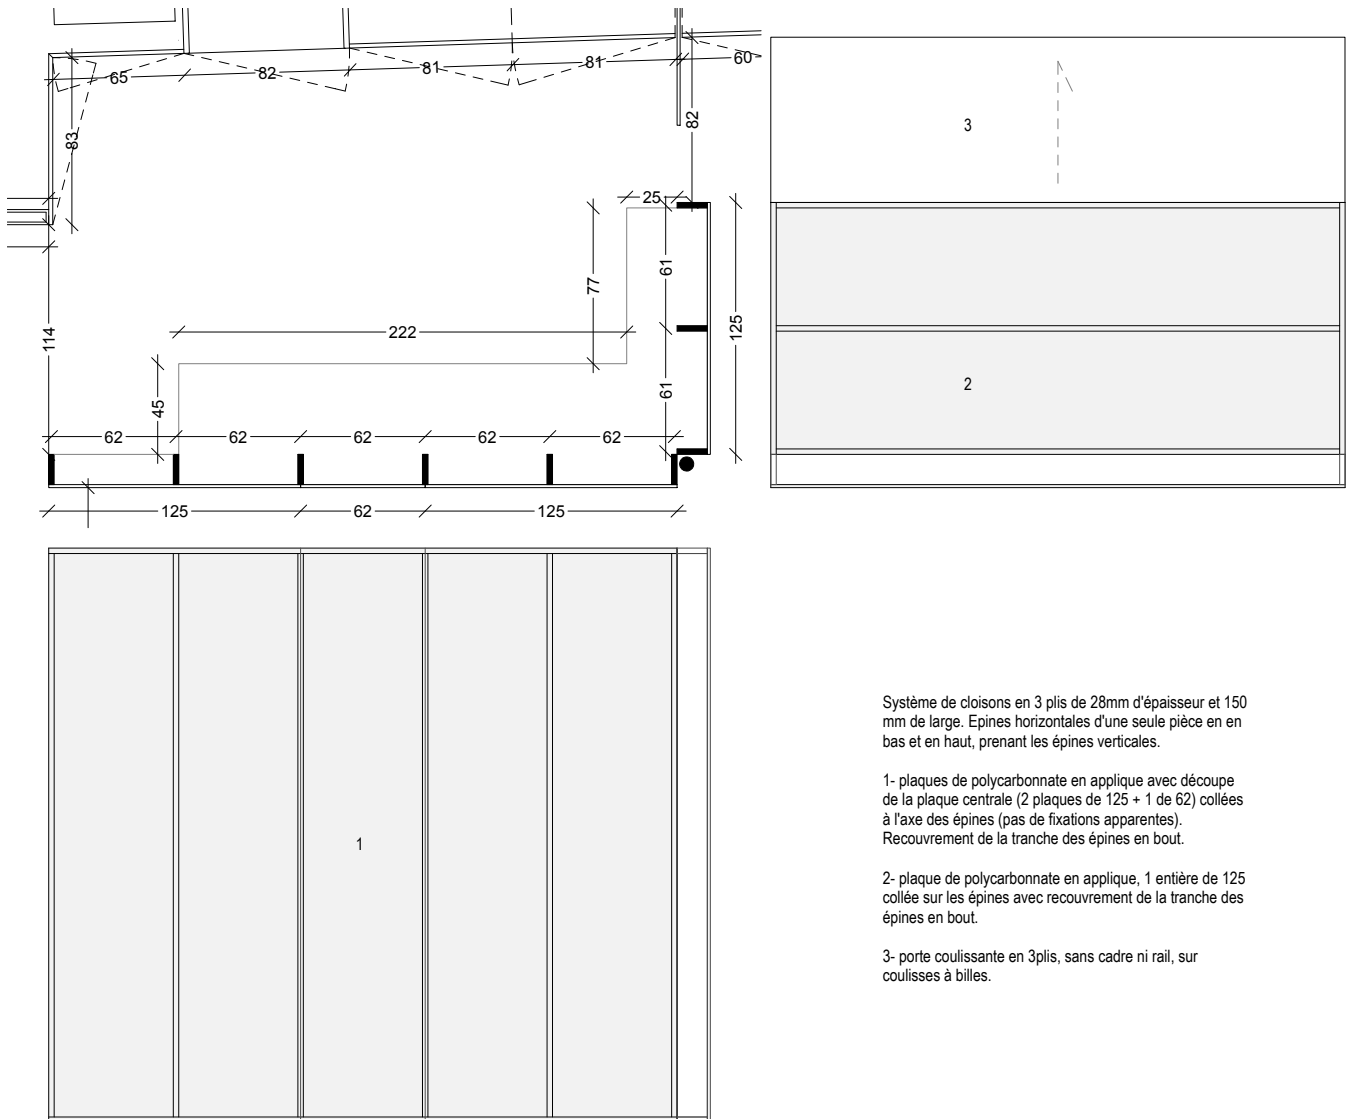 65
82
81
81
60
83
82
25
61
77
125
114
222
61
45
62
62
62
62
62
125
62
125
3
2
1
Système de cloisons en 3 plis de 28mm d'épaisseur et 150
mm de large. Epines horizontales d'une seule pièce en en
bas et en haut, prenant les épines verticales.
1- plaques de polycarbonnate en applique avec découpe
de la plaque centrale (2 plaques de 125 + 1 de 62) collées
à l'axe des épines (pas de fixations apparentes).
Recouvrement de la tranche des épines en bout.
2- plaque de polycarbonnate en applique, 1 entière de 125
collée sur les épines avec recouvrement de la tranche des
épines en bout.
3- porte coulissante en 3plis, sans cadre ni rail, sur
coulisses à billes.